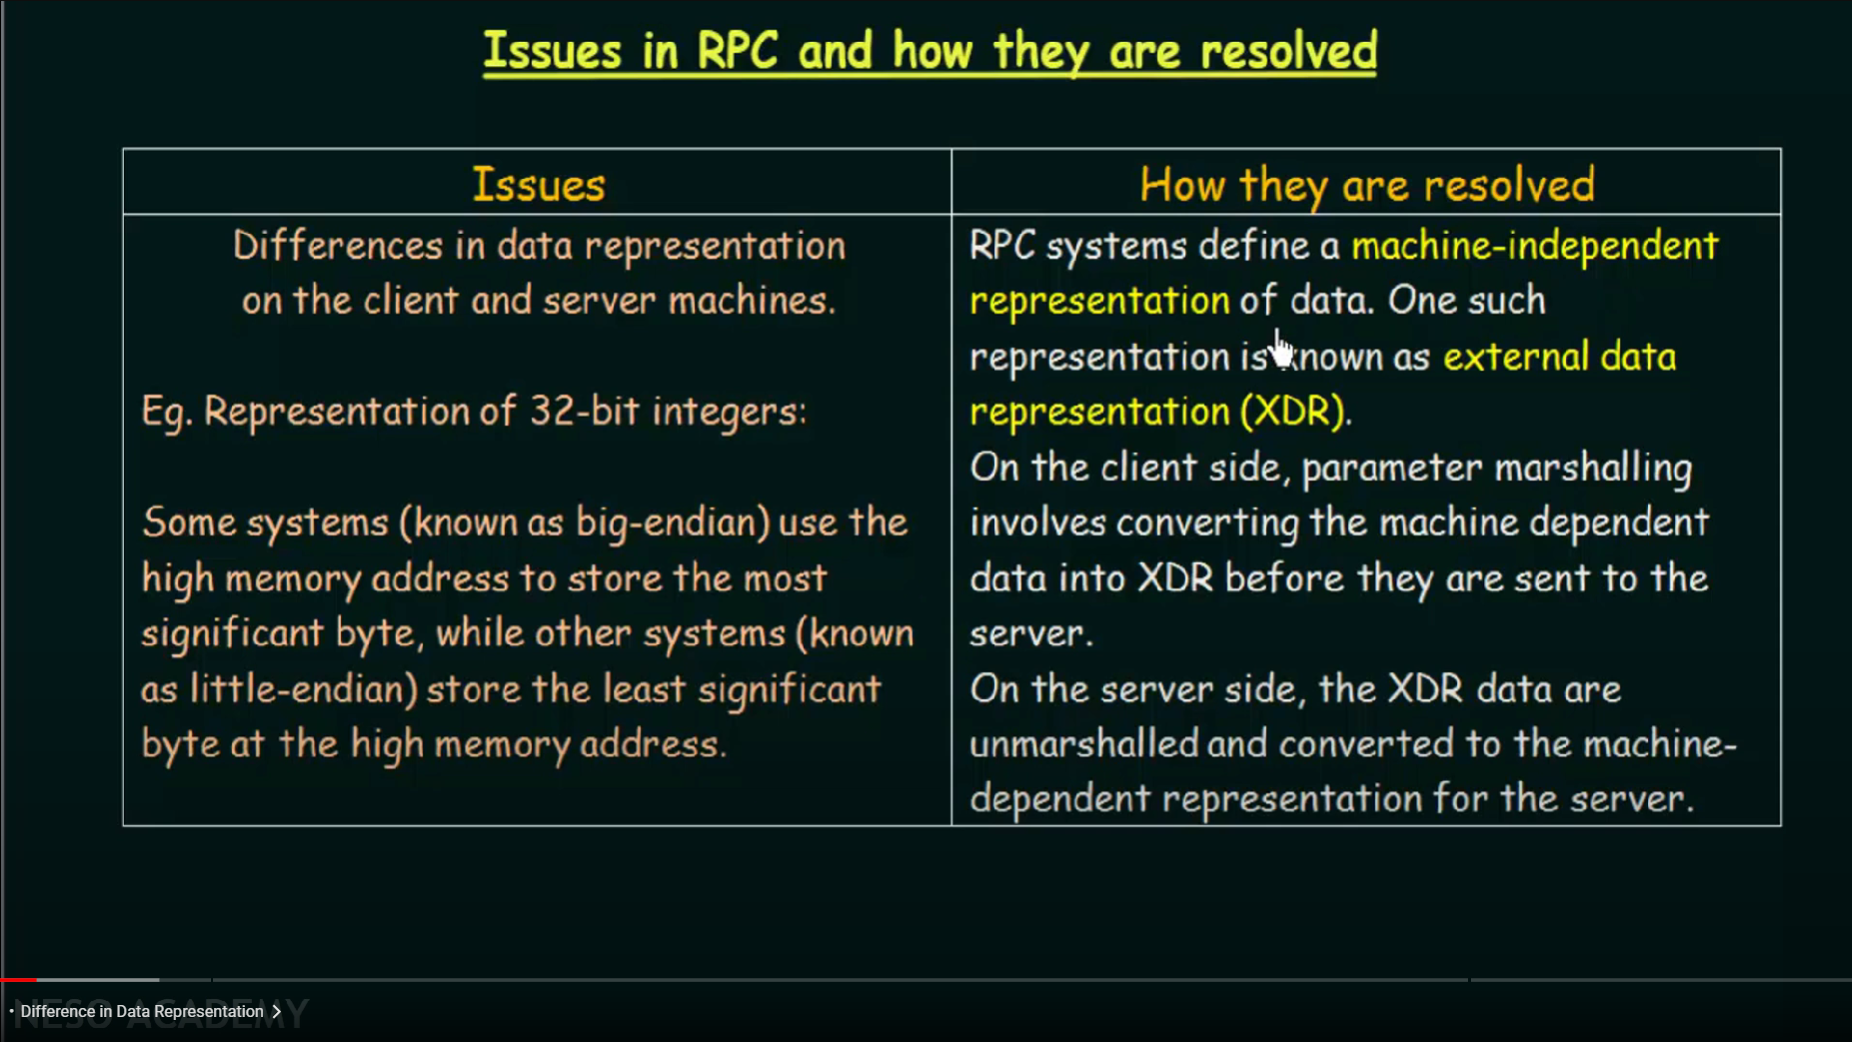 Issues in RPC and how they are resolved
Issues
Differences in data representation
on the client and server machines.
Eg. Representation of 32-bit integers:
Some systems (known as big-endian) use the
high memory address to store the most
significant byte, while other systems (known
as little-endian) store the least significant
byte at the high memory address.
How they are resolved
RPC systems define a machine-independent
representation of data. One such
representation is known as external data
representation (XDR).
On the client side, parameter marshalling
involves converting the machine dependent
data into XDR before they are sent to the
server.
On the server side, the XDR data are
unmarshalled and converted to the machine-
dependent representation for the server.
NESO ACADEMY
• Difference in Data Representation >